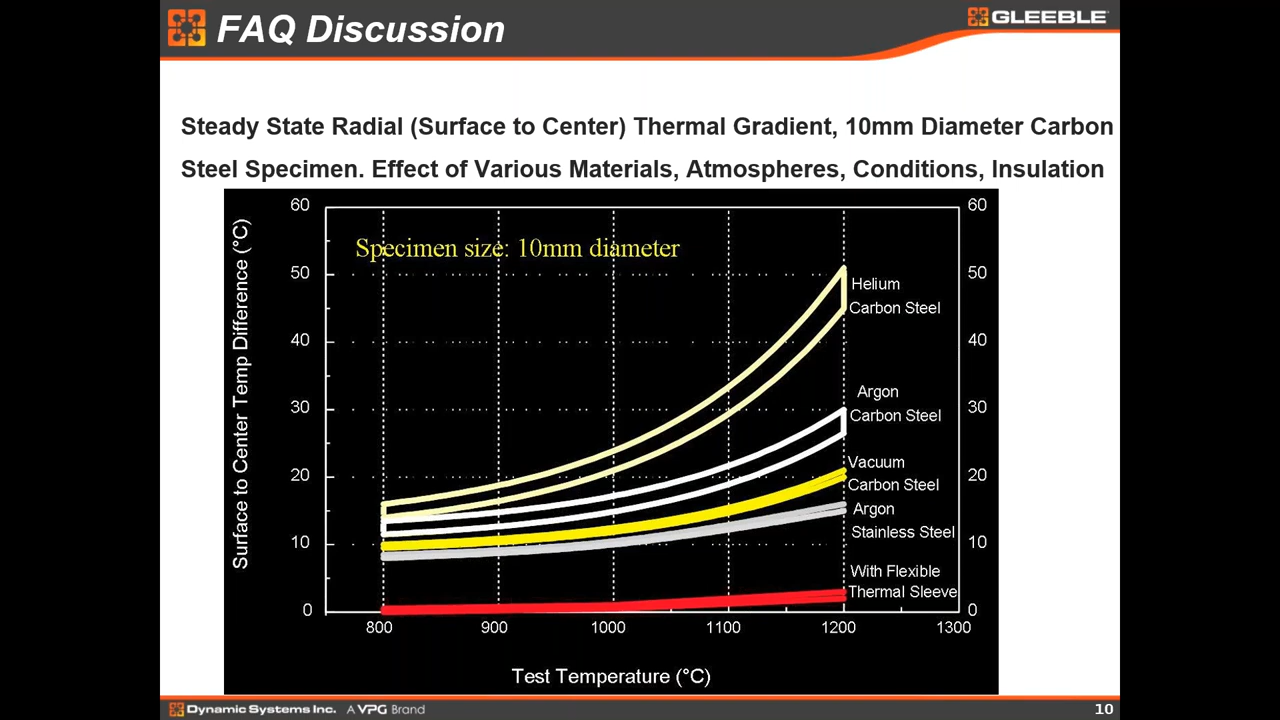 FAQ Discussion
GLEEBLE®
Steady State Radial (Surface to Center) Thermal Gradient, 10mm Diameter Carbon
Steel Specimen. Effect of Various Materials, Atmospheres, Conditions, Insulation
Specimen size: 10mm diameter
Surface to Center Temp Difference (°C)
60
50
40
30
20
10
0
60
50
40
30
20
10
0
Helium
Carbon Steel
Argon
Carbon Steel
Vacuum
Carbon Steel
Argon
Stainless Steel
With Flexible
Thermal Sleeve
800 900 1000 1100 1200 1300
Test Temperature (°C)
Dynamic Systems Inc. A VPG Brand
10